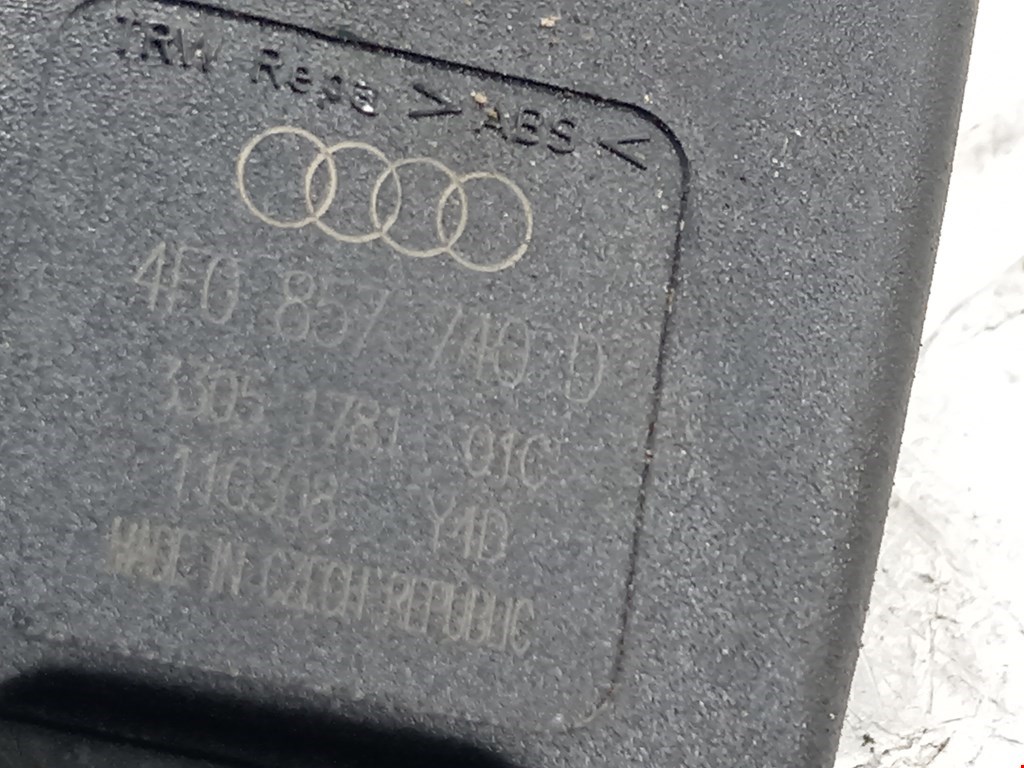 TRW Repa >ABS<
4F0 857 740 D
3305 1781 01C
110308 Y4D
MADE IN CZECH REPUBLIC